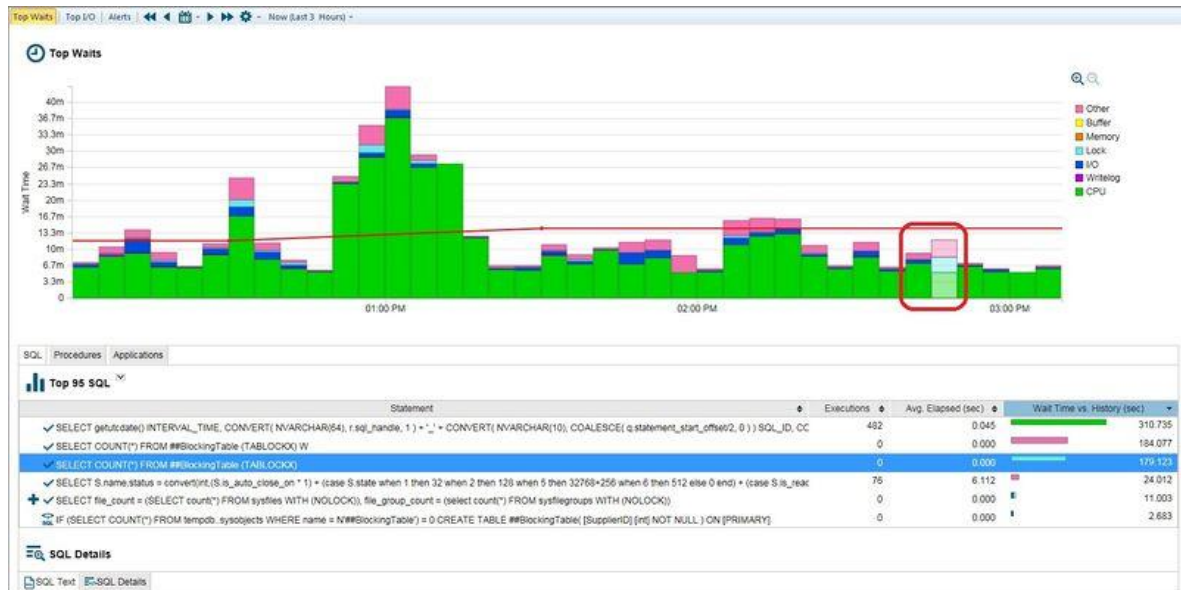 Top Waits | Top I/O | Alerts | Now (Last 3 Hours)
Top Waits
40m
36.7m
33.3m
30m
26.7m
23.3m
20m
16.7m
13.3m
10m
6.7m
3.3m
0
Wait Time
01:00 PM 02:00 PM 03:00 PM
Other
Buffer
Memory
Lock
I/O
Writelog
CPU
SQL Procedures Applications
Top 95 SQL
Statement Executions Avg. Elapsed (sec) Wait Time vs. History (sec)
SELECT getutcdate() INTERVAL_TIME, CONVERT( NVARCHAR(64), r.sql_handle, 1 ) + '_' + CONVERT( NVARCHAR(10), COALESCE( q.statement_start_offset/2, 0 ) ) SQL_ID, CC 482 0.045 310.735
SELECT COUNT(*) FROM ##BlockingTable (TABLOCKX) W 0 0.000 184.077
SELECT COUNT(*) FROM ##BlockingTable (TABLOCKX) 0 0.000 179.123
SELECT S.name,status = convert(int,(S.is_auto_close_on * 1) + (case S.state when 1 then 32 when 2 then 128 when 5 then 32768+256 when 6 then 512 else 0 end) + (case S.is_reac 76 6.112 24.012
SELECT file_count = (SELECT count(*) FROM sysfiles WITH (NOLOCK)), file_group_count = (select count(*) FROM sysfilegroups WITH (NOLOCK)) 0 0.000 11.003
IF (SELECT COUNT(*) FROM tempdb..sysobjects WHERE name = N'##BlockingTable') = 0 CREATE TABLE ##BlockingTable( [SupplierID] [int] NOT NULL ) ON [PRIMARY] 0 0.000 2.683
SQL Details
SQL Text SQL Details